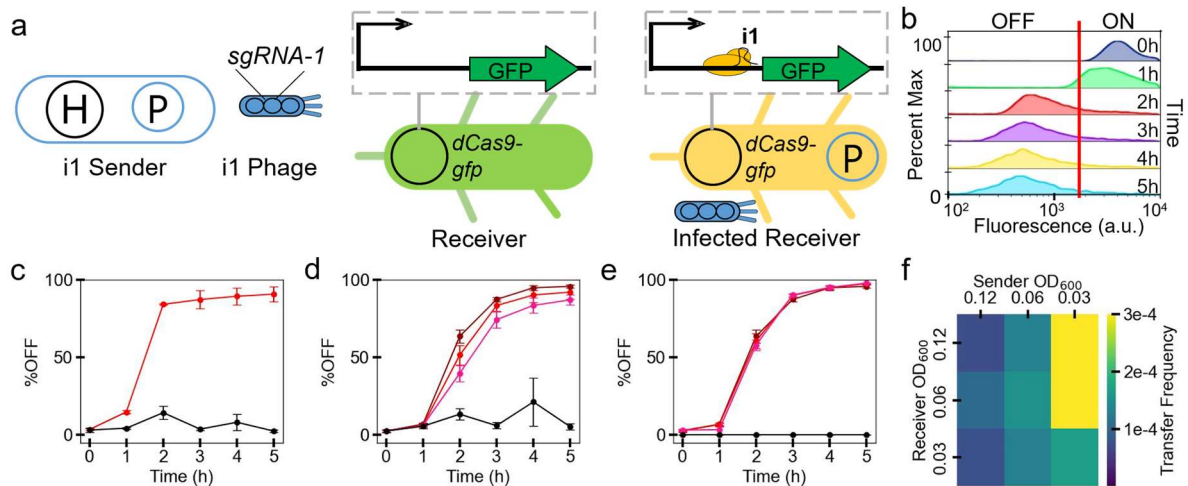 a
sgRNA-1
H
P
i1 Sender
i1 Phage
GFP
dCas9-
gfp
Receiver
i1
GFP
dCas9-
gfp
P
Infected Receiver
b
OFF
ON
100
0
Percent Max
0h
1h
2h
3h
4h
5h
Time
10²
10³
10⁴
Fluorescence (a.u.)
c
100
50
0
%OFF
0 1 2 3 4 5
Time (h)
d
100
50
0
%OFF
0 1 2 3 4 5
Time (h)
e
100
50
0
%OFF
0 1 2 3 4 5
Time (h)
f
Sender OD₆₀₀
0.12 0.06 0.03
Receiver OD₆₀₀
0.12
0.06
0.03
3e-4
2e-4
1e-4
Transfer Frequency